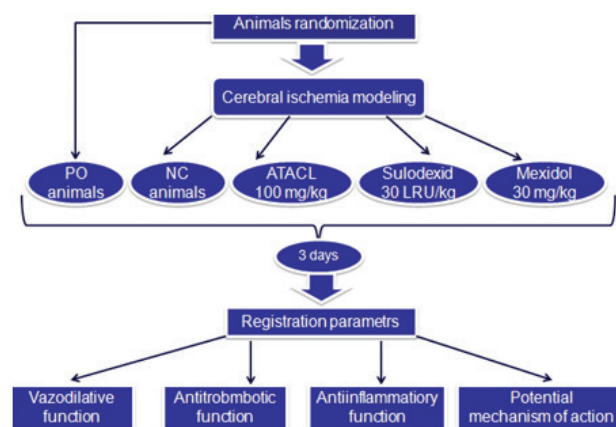 Animals randomization
Cerebral ischemia modeling
PO
animals
NC
animals
ATACL
100 mg/kg
Sulodexid
30 LRU/kg
Mexidol
30 mg/kg
3 days
Registration parametrs
Vazodilative
function
Antitrobmbotic
function
Antiinflammatiory
function
Potential
mechanism of action